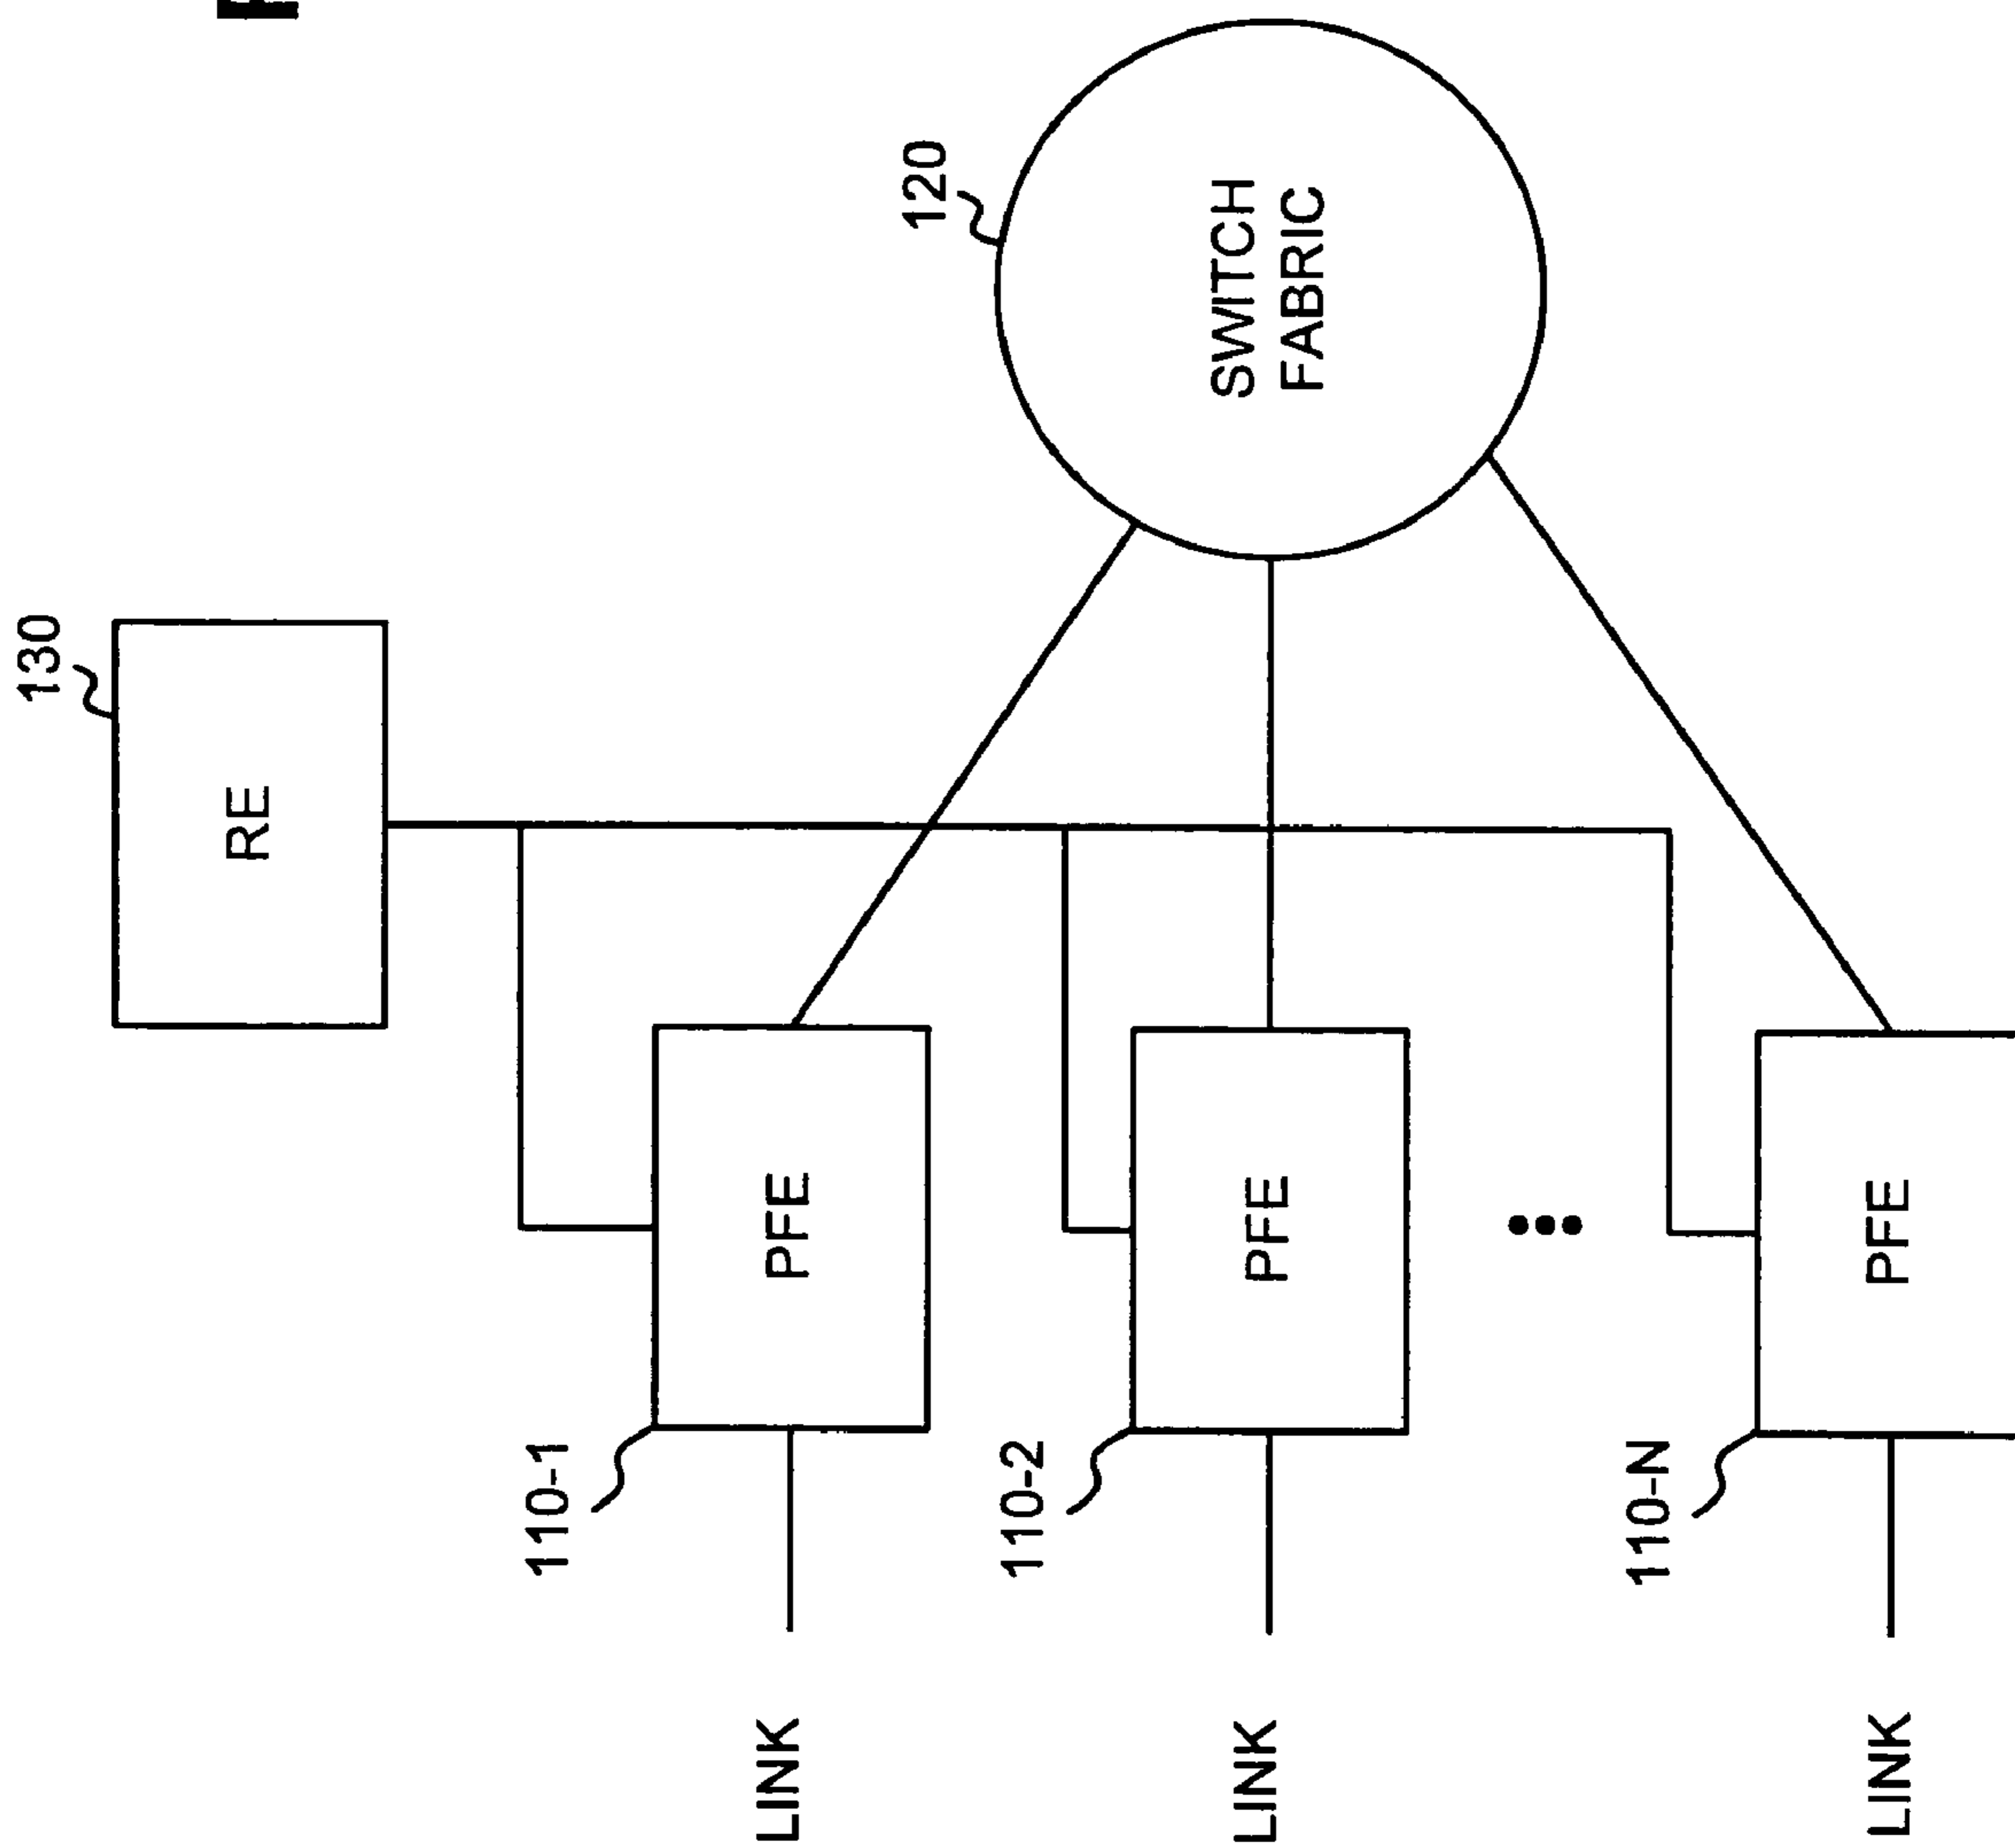 130
RE
120
SWITCH
FABRIC
110-1
PFE
LINK
110-2
PFE
LINK
110-N
PFE
LINK